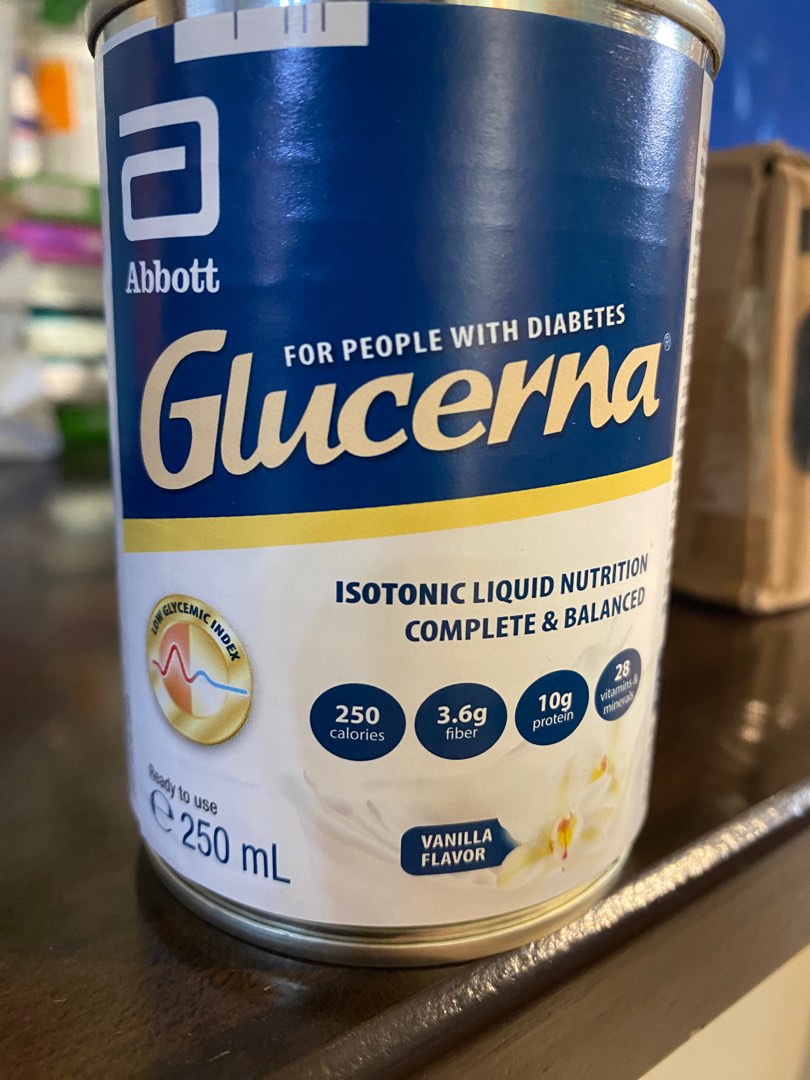 Abbott
FOR PEOPLE WITH DIABETES
Glucerna®
ISOTONIC LIQUID NUTRITION
COMPLETE & BALANCED
LOW GLYCEMIC INDEX
250
calories
3.6g
fiber
10g
protein
28
vitamins &
minerals
Ready to use
℮ 250 mL
VANILLA
FLAVOR